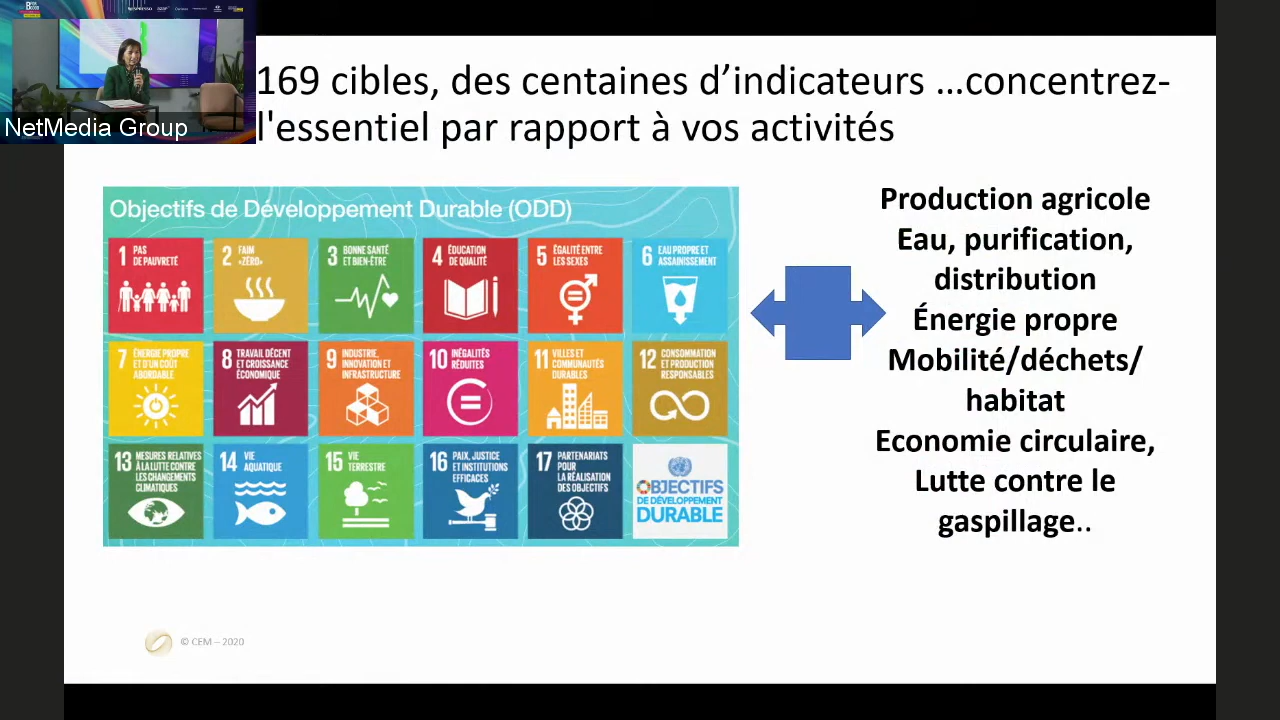 NESPRESSO
NetMedia Group
169 cibles, des centaines d’indicateurs …concentrez-
l'essentiel par rapport à vos activités
Objectifs de Développement Durable (ODD)
1 PAS
DE PAUVRETÉ
2 FAIM
«ZÉRO»
3 BONNE SANTÉ
ET BIEN-ÊTRE
4 ÉDUCATION
DE QUALITÉ
5 ÉGALITÉ ENTRE
LES SEXES
6 EAU PROPRE ET
ASSAINISSEMENT
7 ÉNERGIE PROPRE
ET D'UN COÛT
ABORDABLE
8 TRAVAIL DÉCENT
ET CROISSANCE
ÉCONOMIQUE
9 INDUSTRIE,
INNOVATION ET
INFRASTRUCTURE
10 INÉGALITÉS
RÉDUITES
11 VILLES ET
COMMUNAUTÉS
DURABLES
12 CONSOMMATION
ET PRODUCTION
RESPONSABLES
13 MESURES RELATIVES
À LA LUTTE CONTRE
LES CHANGEMENTS
CLIMATIQUES
14 VIE
AQUATIQUE
15 VIE
TERRESTRE
16 PAIX, JUSTICE
ET INSTITUTIONS
EFFICACES
17 PARTENARIATS
POUR
LA RÉALISATION
DES OBJECTIFS
OBJECTIFS
DE DÉVELOPPEMENT
DURABLE
Production agricole
Eau, purification,
distribution
Énergie propre
Mobilité/déchets/
habitat
Economie circulaire,
Lutte contre le
gaspillage..
© CEM – 2020